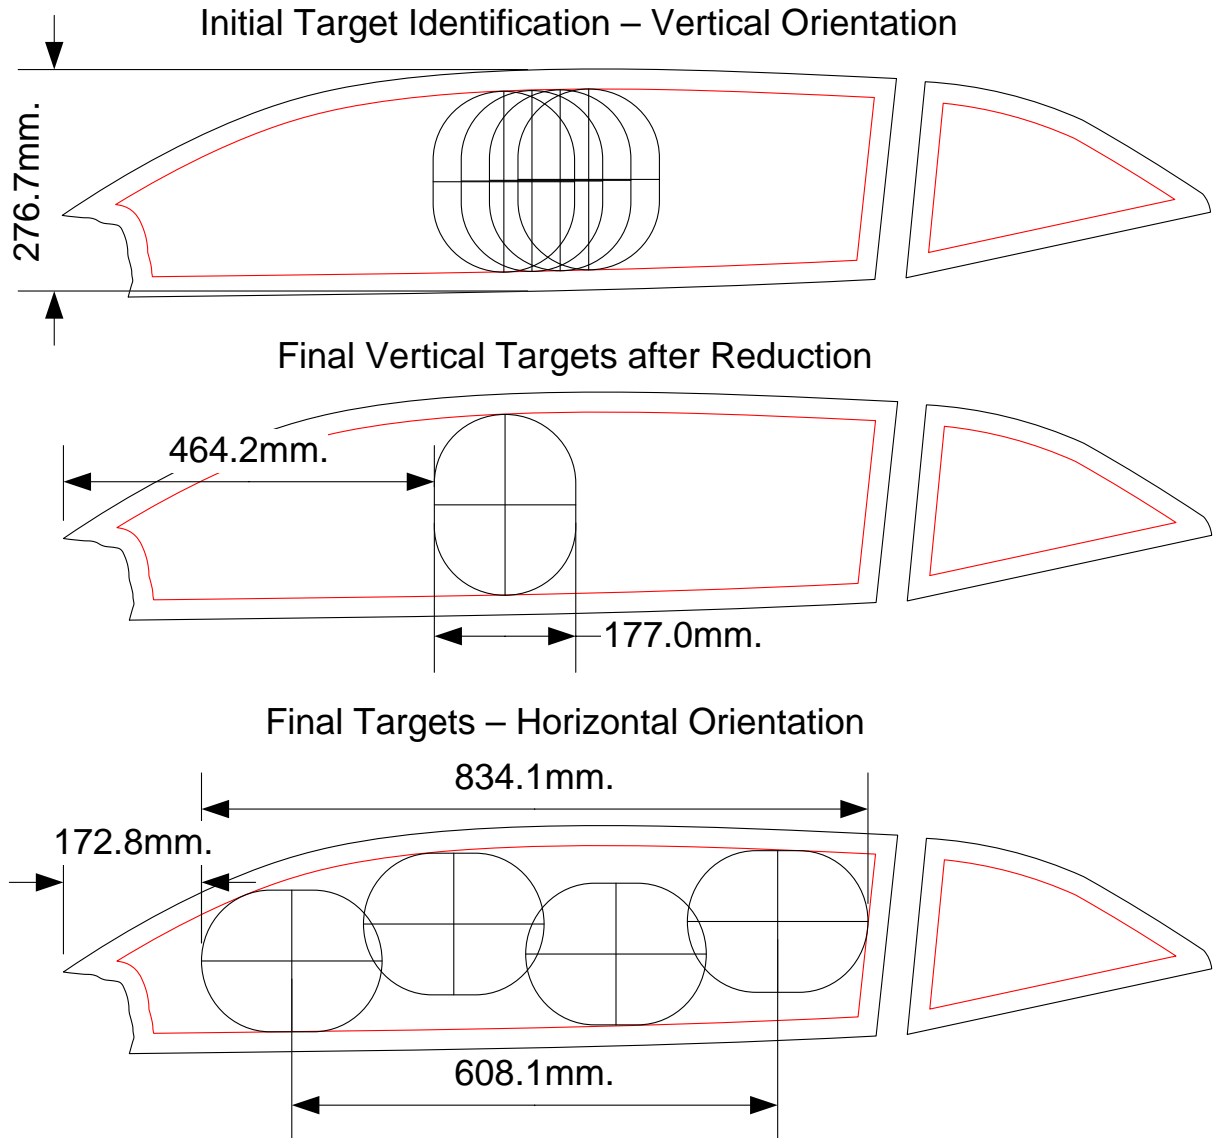 Initial Target Identification – Vertical Orientation
276.7mm.
Final Vertical Targets after Reduction
464.2mm.
177.0mm.
Final Targets – Horizontal Orientation
834.1mm.
172.8mm.
608.1mm.